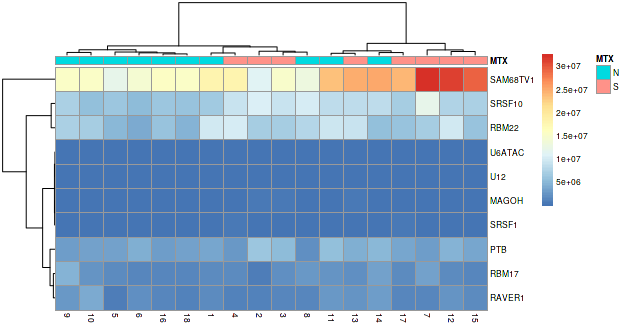 MTX
SAM68TV1
SRSF10
RBM22
U6ATAC
U12
MAGOH
SRSF1
PTB
RBM17
RAVER1
9 10 5 6 16 18 1 4 2 3 8 11 13 14 17 7 12 15
3e+07
2.5e+07
2e+07
1.5e+07
1e+07
5e+06
MTX
N
S